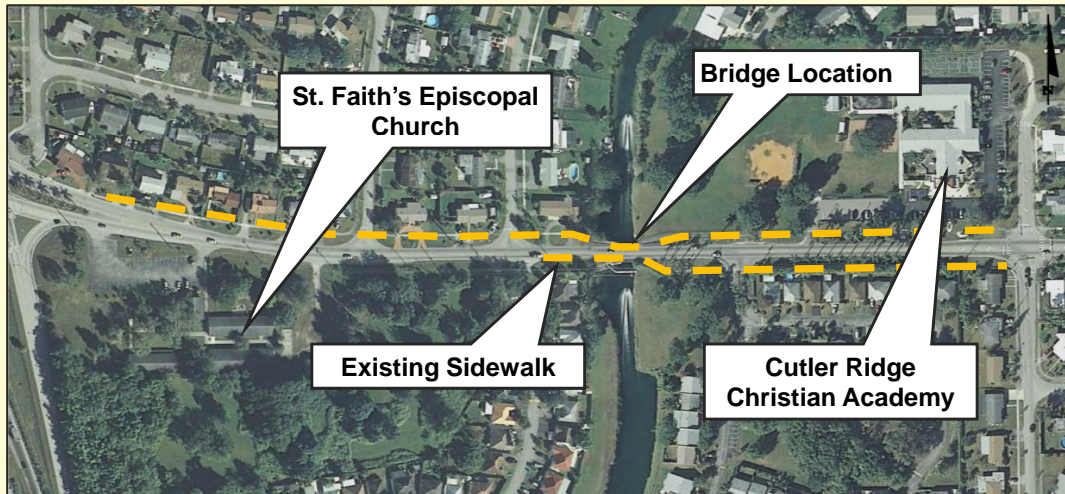 St. Faith's Episcopal
Church
Bridge Location
N
Existing Sidewalk
Cutler Ridge
Christian Academy